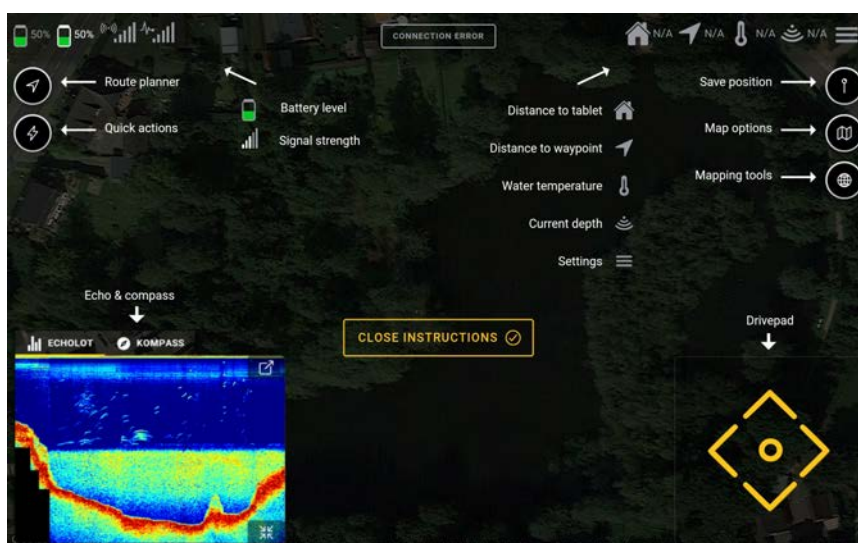 50% 50% CONNECTION ERROR N/A N/A N/A N/A
Route planner
Save position
Battery level
Distance to tablet
Quick actions
Map options
Signal strength
Distance to waypoint
Mapping tools
Water temperature
Current depth
Settings
Echo & compass
Drivepad
CLOSE INSTRUCTIONS
ECHOLOT KOMPASS